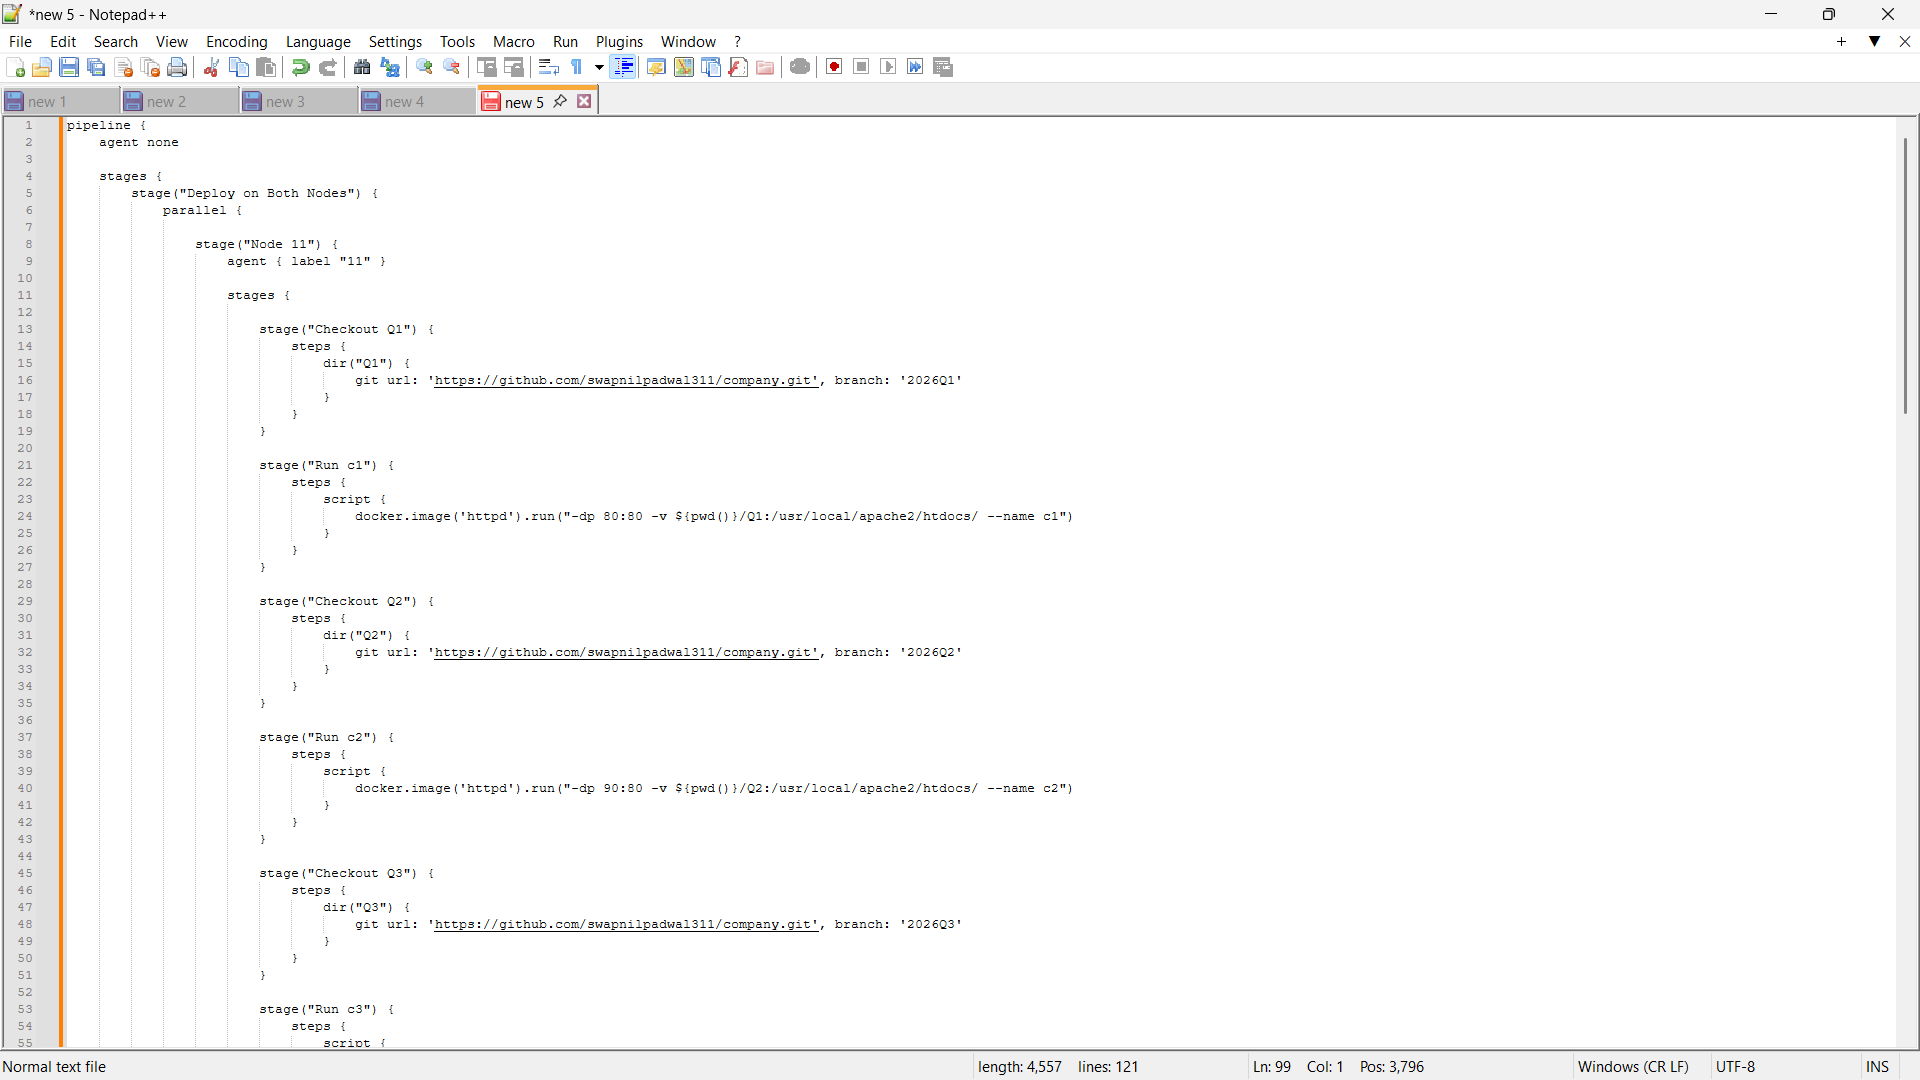 *new 5 - Notepad++
File Edit Search View Encoding Language Settings Tools Macro Run Plugins Window ?
new 1 new 2 new 3 new 4 new 5
1 pipeline {
2     agent none
3
4     stages {
5         stage("Deploy on Both Nodes") {
6             parallel {
7
8                 stage("Node 11") {
9                     agent { label "11" }
10
11                     stages {
12
13                         stage("Checkout Q1") {
14                             steps {
15                                 dir("Q1") {
16                                     git url: 'https://github.com/swapnilpadwal311/company.git', branch: '2026Q1'
17                                 }
18                             }
19                         }
20
21                         stage("Run c1") {
22                             steps {
23                                 script {
24                                     docker.image('httpd').run("-dp 80:80 -v ${pwd()}/Q1:/usr/local/apache2/htdocs/ --name c1")
25                                 }
26                             }
27                         }
28
29                         stage("Checkout Q2") {
30                             steps {
31                                 dir("Q2") {
32                                     git url: 'https://github.com/swapnilpadwal311/company.git', branch: '2026Q2'
33                                 }
34                             }
35                         }
36
37                         stage("Run c2") {
38                             steps {
39                                 script {
40                                     docker.image('httpd').run("-dp 90:80 -v ${pwd()}/Q2:/usr/local/apache2/htdocs/ --name c2")
41                                 }
42                             }
43                         }
44
45                         stage("Checkout Q3") {
46                             steps {
47                                 dir("Q3") {
48                                     git url: 'https://github.com/swapnilpadwal311/company.git', branch: '2026Q3'
49                                 }
50                             }
51                         }
52
53                         stage("Run c3") {
54                             steps {
55                                 script {
Normal text file length: 4,557 lines: 121 Ln: 99 Col: 1 Pos: 3,796 Windows (CR LF) UTF-8 INS